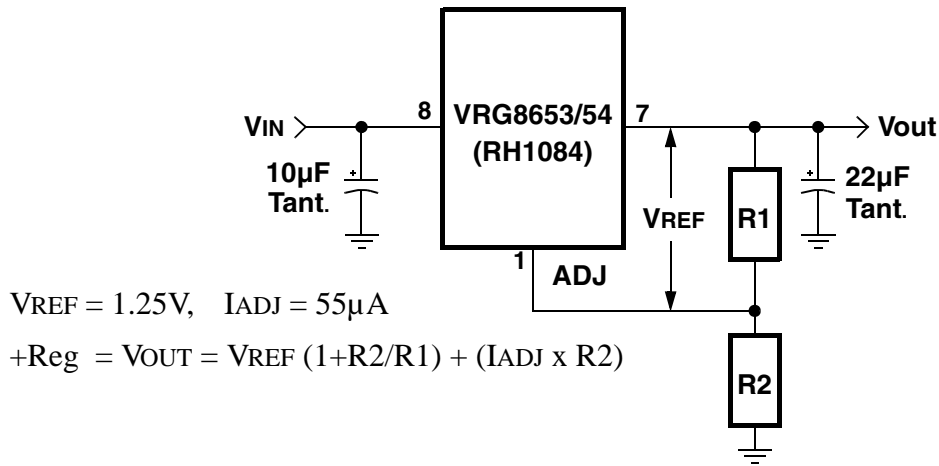 8
VRG8653/54
7
(RH1084)
VIN
Vout
+
10µF
Tant.
VREF
R1
+
22µF
Tant.
1
ADJ
VREF = 1.25V, IADJ = 55µA
+Reg = VOUT = VREF (1+R2/R1) + (IADJ x R2)
R2